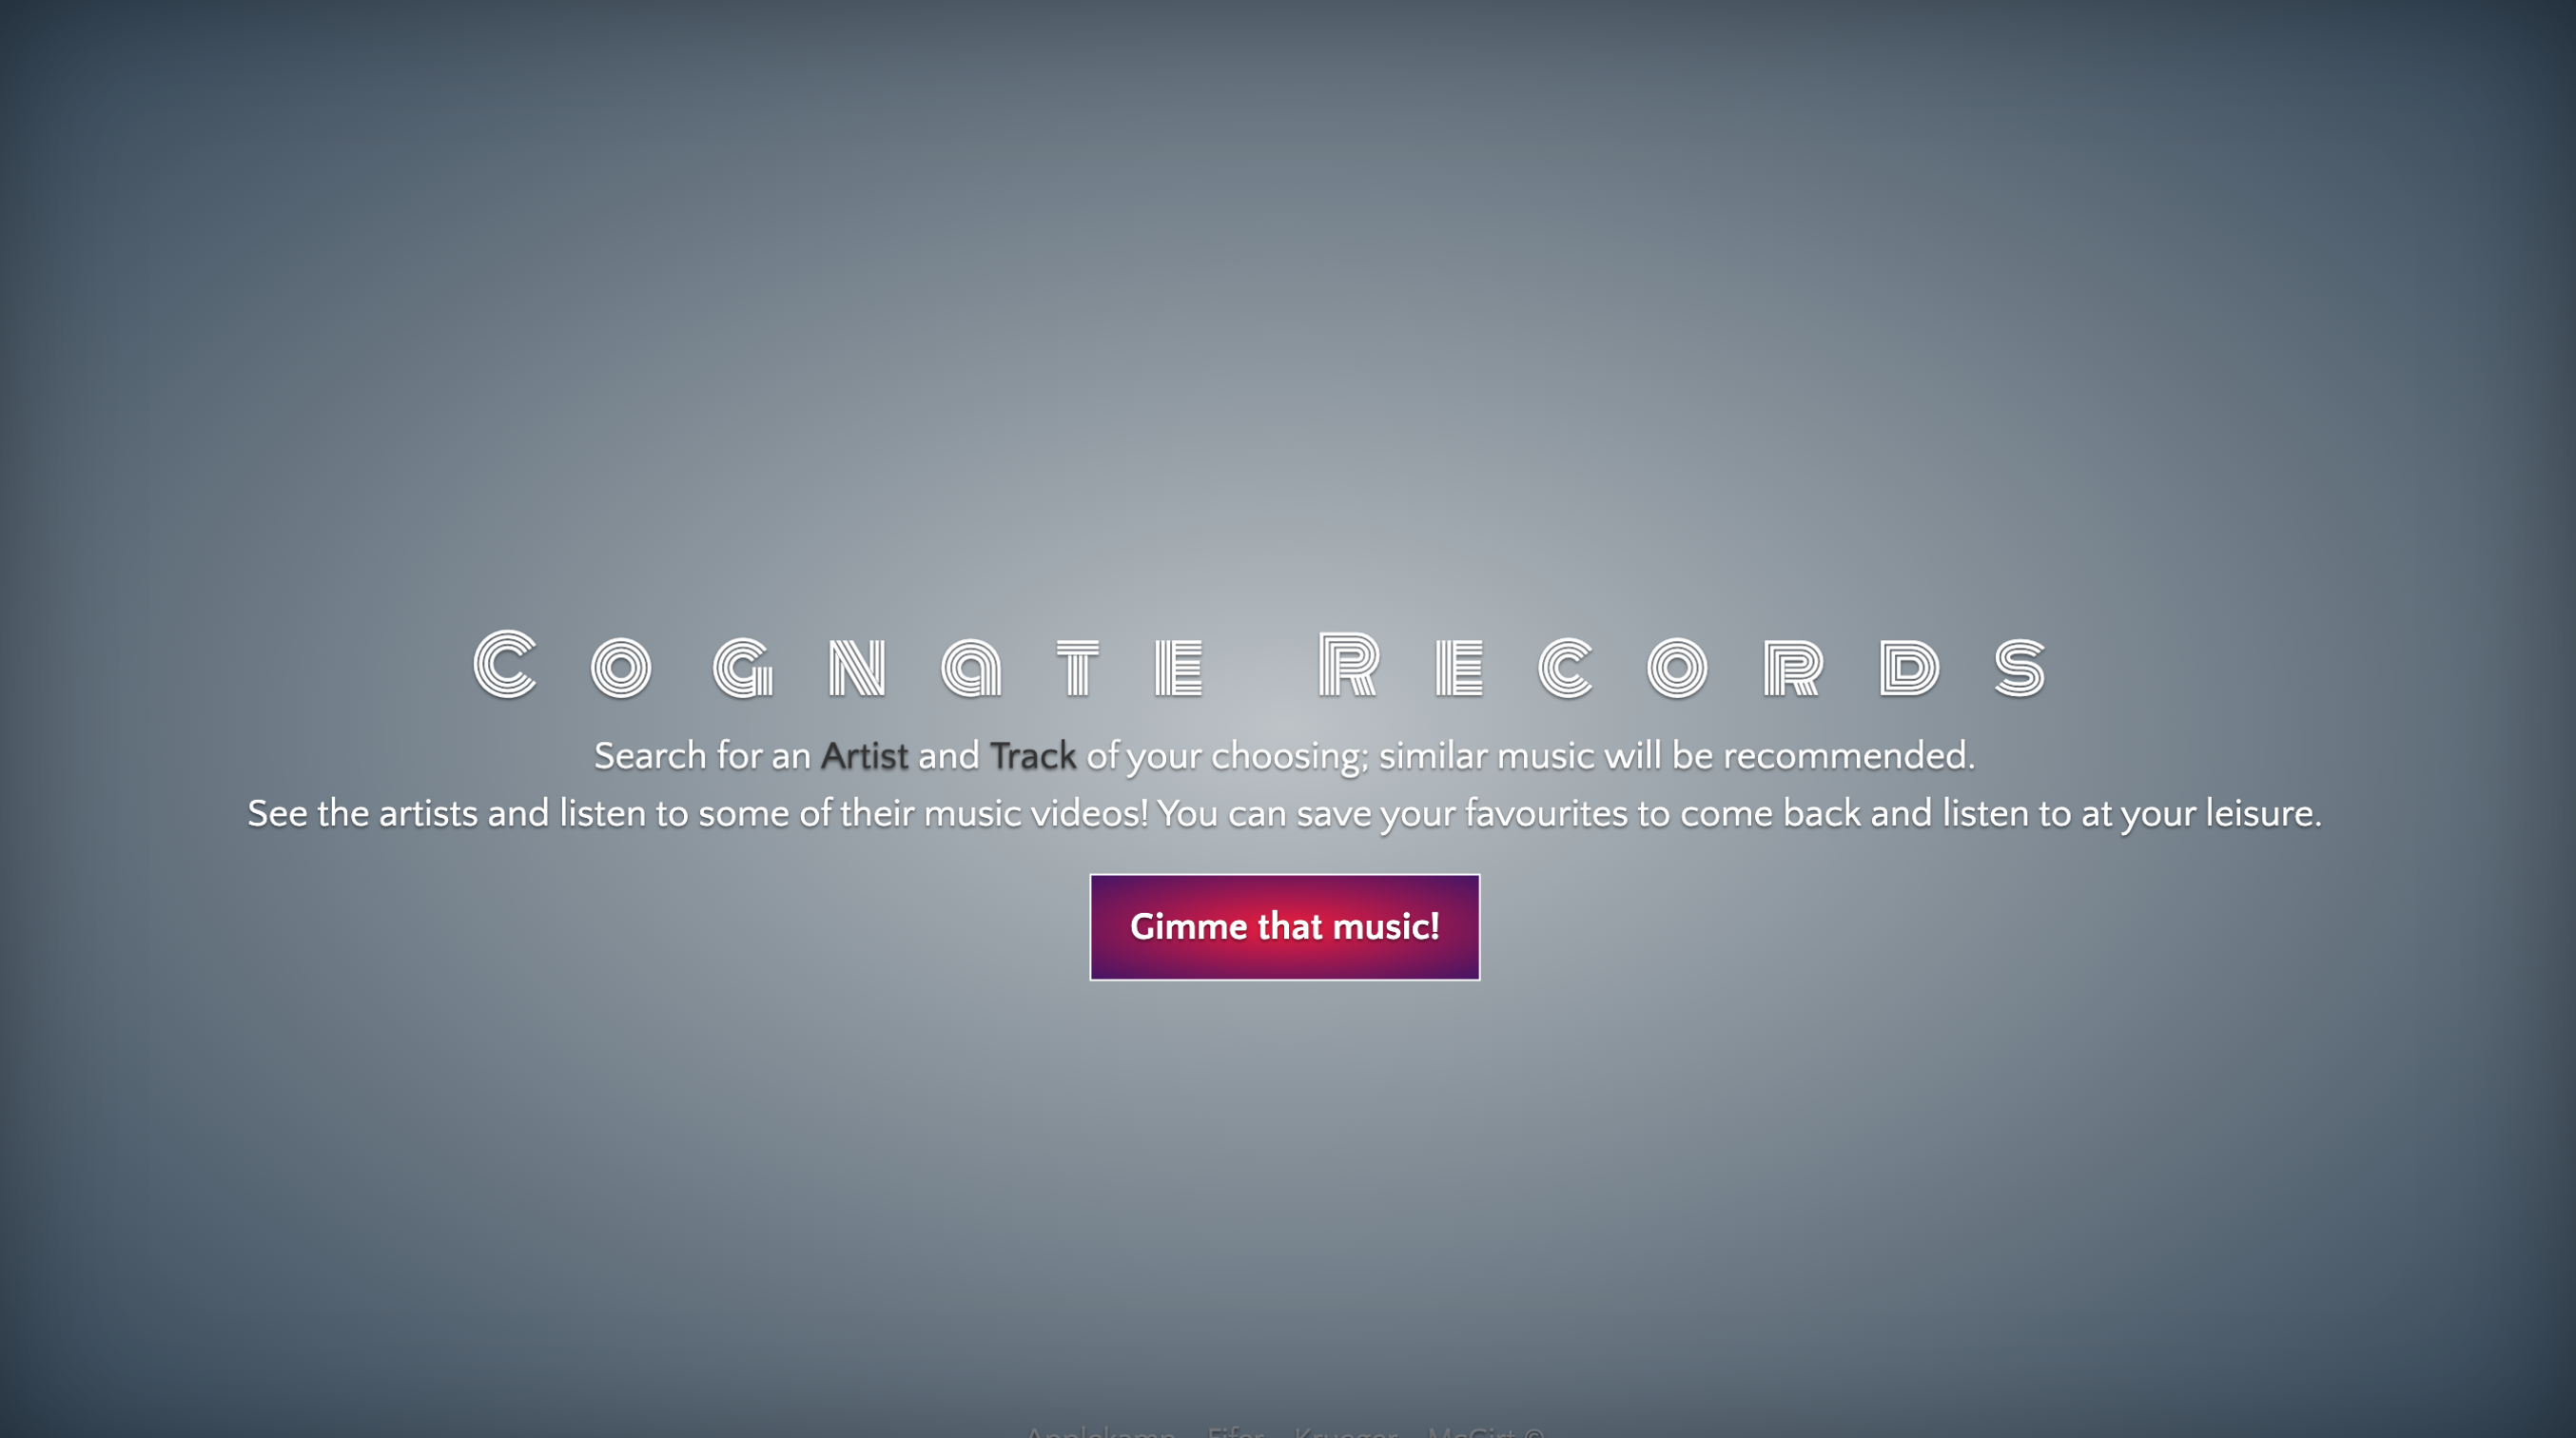 Cognate Records
Search for an Artist and Track of your choosing; similar music will be recommended.
See the artists and listen to some of their music videos! You can save your favourites to come back and listen to at your leisure.
Gimme that music!
Applekamp Fifer Krueger McGirt ©